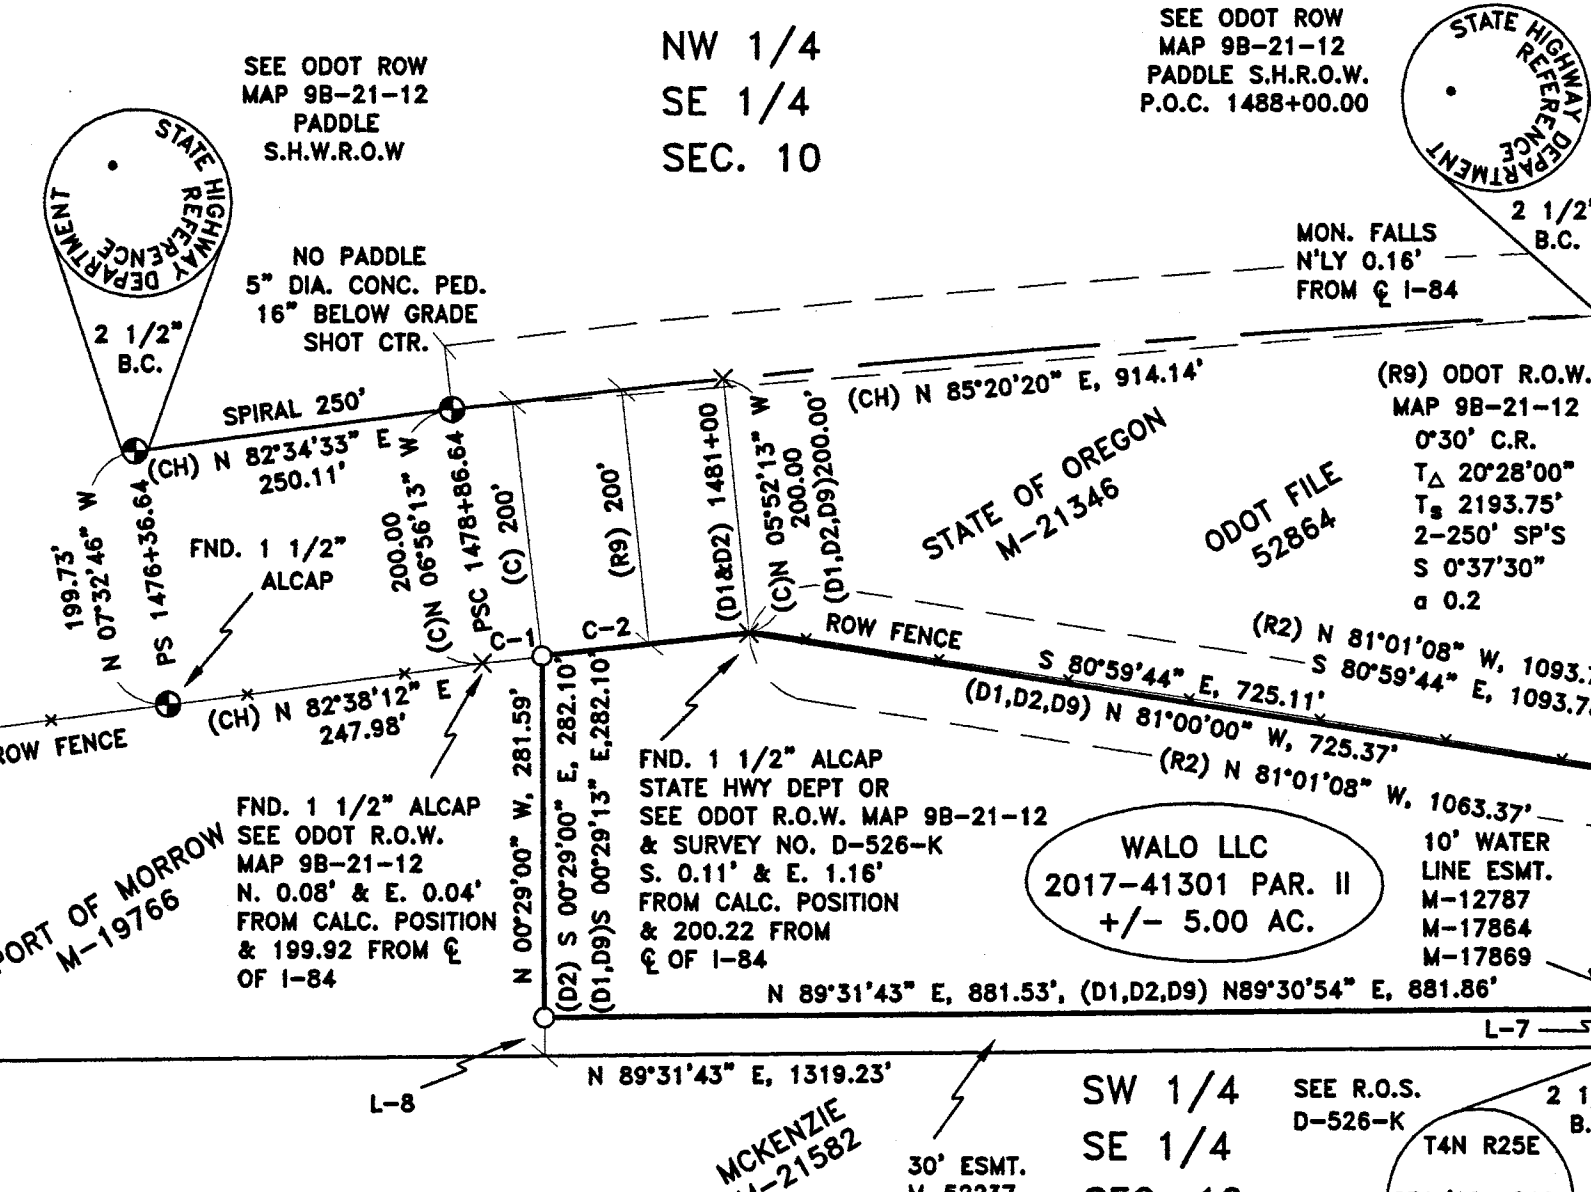 NW 1/4
SE 1/4
SEC. 10
SEE ODOT ROW
MAP 9B-21-12
PADDLE
S.H.W.R.O.W
SEE ODOT ROW
MAP 9B-21-12
PADDLE S.H.R.O.W.
P.O.C. 1488+00.00
STATE HIGHWAY DEPARTMENT
REFERENCE
2 1/2"
B.C.
STATE HIGHWAY DEPARTMENT
REFERENCE
2 1/2"
B.C.
NO PADDLE
5" DIA. CONC. PED.
16" BELOW GRADE
SHOT CTR.
MON. FALLS
N'LY 0.16'
FROM ℄ I-84
SPIRAL 250'
(CH) N 82°34'33" E
250.11'
(CH) N 85°20'20" E, 914.14'
(R9) ODOT R.O.W.
MAP 9B-21-12
0°30' C.R.
T△ 20°28'00"
Ts 2193.75'
2-250' SP'S
S 0°37'30"
a 0.2
199.73'
N 07°32'46" W
PS 1476+36.64
FND. 1 1/2"
ALCAP
200.00
(C)N 06°56'13" W
PSC 1478+86.64
(C) 200'
(R9) 200'
(D1&D2) 1481+00
(C)N 05°52'13" W
200.00
(D1,D2,D9)200.00'
STATE OF OREGON
M-21346
ODOT FILE
52864
C-1
C-2
ROW FENCE
(R2) N 81°01'08" W, 1093.7
S 80°59'44" E, 1093.7
S 80°59'44" E, 725.11'
(D1,D2,D9) N 81°00'00" W, 725.37'
(R2) N 81°01'08" W, 1063.37'
(CH) N 82°38'12" E
247.98'
ROW FENCE
N 00°29'00" W, 281.59'
(D2) S 00°29'00" E, 282.10'
(D1,D9)S 00°29'13" E,282.10'
FND. 1 1/2" ALCAP
SEE ODOT R.O.W.
MAP 9B-21-12
N. 0.08' & E. 0.04'
FROM CALC. POSITION
& 199.92 FROM ℄
OF I-84
FND. 1 1/2" ALCAP
STATE HWY DEPT OR
SEE ODOT R.O.W. MAP 9B-21-12
& SURVEY NO. D-526-K
S. 0.11' & E. 1.16'
FROM CALC. POSITION
& 200.22 FROM
℄ OF I-84
WALO LLC
2017-41301 PAR. II
+/- 5.00 AC.
10' WATER
LINE ESMT.
M-12787
M-17864
M-17869
PORT OF MORROW
M-19766
N 89°31'43" E, 881.53', (D1,D2,D9) N89°30'54" E, 881.86'
L-7
L-8
N 89°31'43" E, 1319.23'
MCKENZIE
M-21582
30' ESMT.
SW 1/4
SE 1/4
SEE R.O.S.
D-526-K
2 1
B.
T4N R25E